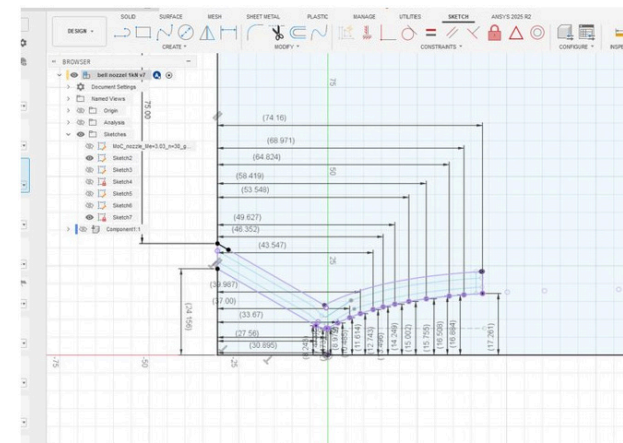 SOLID SURFACE MESH SHEET METAL PLASTIC MANAGE UTILITIES SKETCH ANSYS 2025 R2
DESIGN
CREATE MODIFY CONSTRAINTS CONFIGURE
BROWSER
bell nozzel 1kN v7
Document Settings
Named Views
Origin
Analysis
Sketches
Sketch2
Sketch3
Sketch4
Sketch5
Sketch6
Sketch7
Component1:1
75.00
75
50
25
(74.16)
(68.971)
(64.624)
(58.419)
(53.548)
(49.627)
(46.352)
(43.547)
(39.987)
(37.00)
(33.67)
(27.56)
(30.895)
(24.156)
(11.614)
(12.743)
(14.249)
(15.002)
(15.755)
(16.508)
(17.261)
-75
-50
-25
0